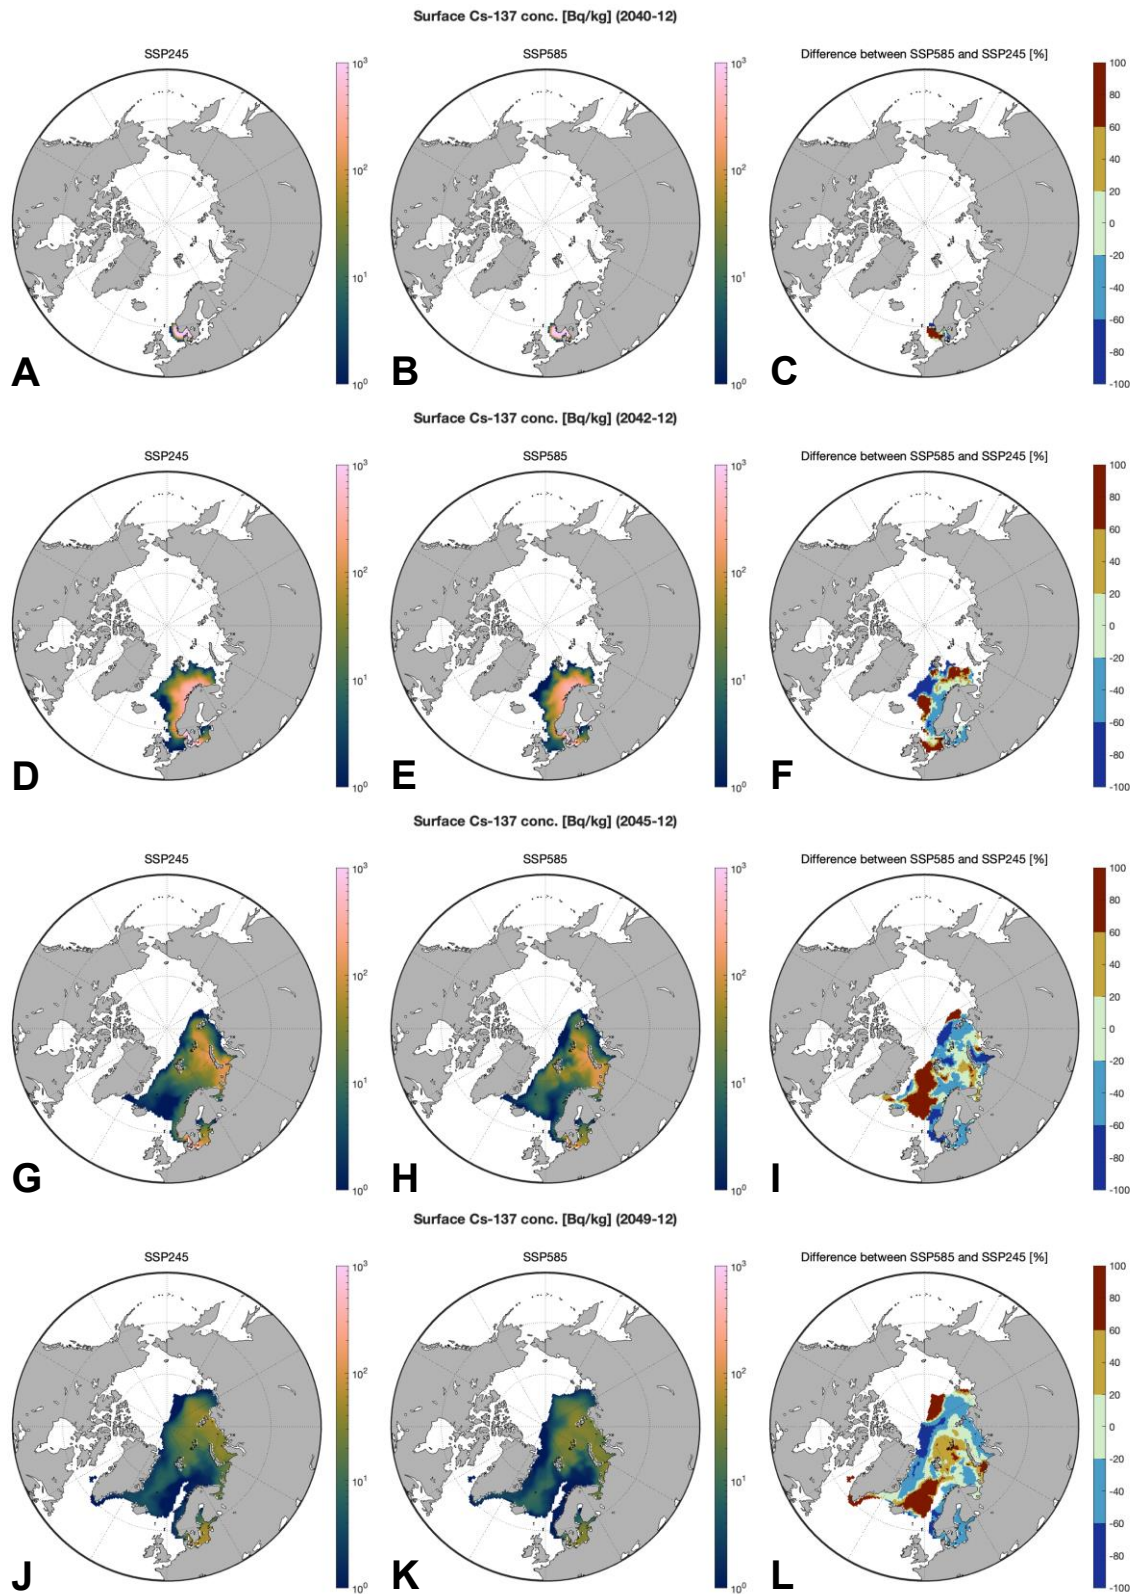 Surface Cs-137 conc. [Bq/kg] (2040-12)
SSP245
SSP585
Difference between SSP585 and SSP245 [%]
10³
10²
10¹
10⁰
10³
10²
10¹
10⁰
100
80
60
40
20
0
-20
-40
-60
-80
-100
A
B
C
Surface Cs-137 conc. [Bq/kg] (2042-12)
SSP245
SSP585
Difference between SSP585 and SSP245 [%]
10³
10²
10¹
10⁰
10³
10²
10¹
10⁰
100
80
60
40
20
0
-20
-40
-60
-80
-100
D
E
F
Surface Cs-137 conc. [Bq/kg] (2045-12)
SSP245
SSP585
Difference between SSP585 and SSP245 [%]
10³
10²
10¹
10⁰
10³
10²
10¹
10⁰
100
80
60
40
20
0
-20
-40
-60
-80
-100
G
H
I
Surface Cs-137 conc. [Bq/kg] (2049-12)
SSP245
SSP585
Difference between SSP585 and SSP245 [%]
10³
10²
10¹
10⁰
10³
10²
10¹
10⁰
100
80
60
40
20
0
-20
-40
-60
-80
-100
J
K
L